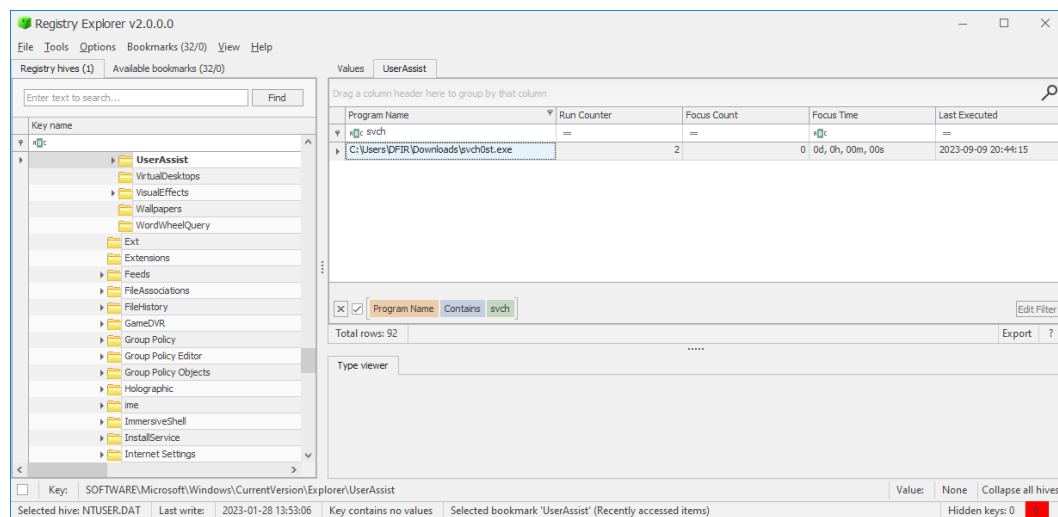 Registry Explorer v2.0.0.0
File Tools Options Bookmarks (32/0) View Help
Registry hives (1) Available bookmarks (32/0)
Enter text to search... Find
Key name
UserAssist
VirtualDesktops
VisualEffects
Wallpapers
WordWheelQuery
Ext
Extensions
Feeds
FileAssociations
FileHistory
GameDVR
Group Policy
Group Policy Editor
Group Policy Objects
Holographic
ime
ImmersiveShell
InstallService
Internet Settings
Values UserAssist
Drag a column header here to group by that column
Program Name Run Counter Focus Count Focus Time Last Executed
svch = = =
C:\Users\DFIR\Downloads\svch0st.exe 2 0 0d, 0h, 00m, 00s 2023-09-09 20:44:15
Program Name Contains svch Edit Filter
Total rows: 92 Export ?
Type viewer
Key: SOFTWARE\Microsoft\Windows\CurrentVersion\Explorer\UserAssist Value: None Collapse all hives
Selected hive: NTUSER.DAT Last write: 2023-01-28 13:53:06 Key contains no values Selected bookmark 'UserAssist' (Recently accessed items) Hidden keys: 0